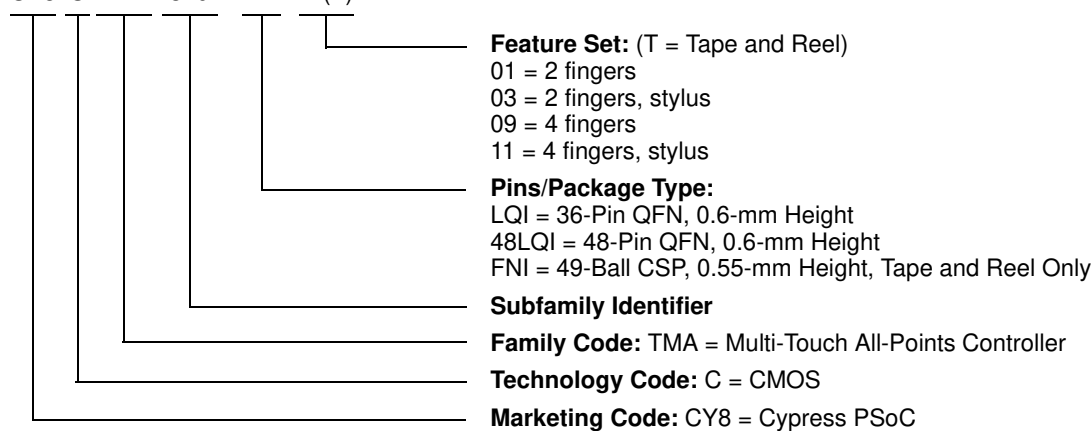 Feature Set: (T = Tape and Reel)
01 = 2 fingers
03 = 2 fingers, stylus
09 = 4 fingers
11 = 4 fingers, stylus
Pins/Package Type:
LQI = 36-Pin QFN, 0.6-mm Height
48LQI = 48-Pin QFN, 0.6-mm Height
FNI = 49-Ball CSP, 0.55-mm Height, Tape and Reel Only
Subfamily Identifier
Family Code: TMA = Multi-Touch All-Points Controller
Technology Code: C = CMOS
Marketing Code: CY8 = Cypress PSoC